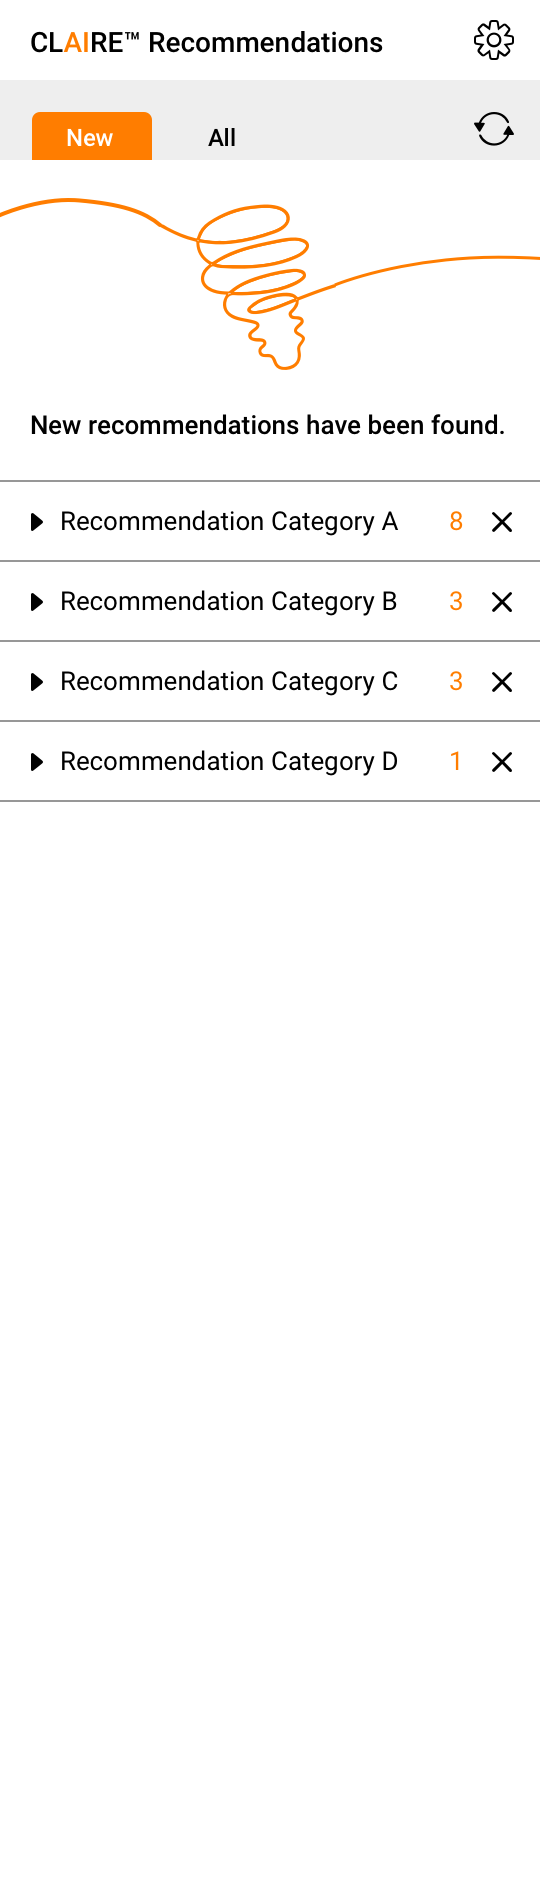 CLAIRE™ Recommendations
New All
New recommendations have been found.
Recommendation Category A 8
Recommendation Category B 3
Recommendation Category C 3
Recommendation Category D 1